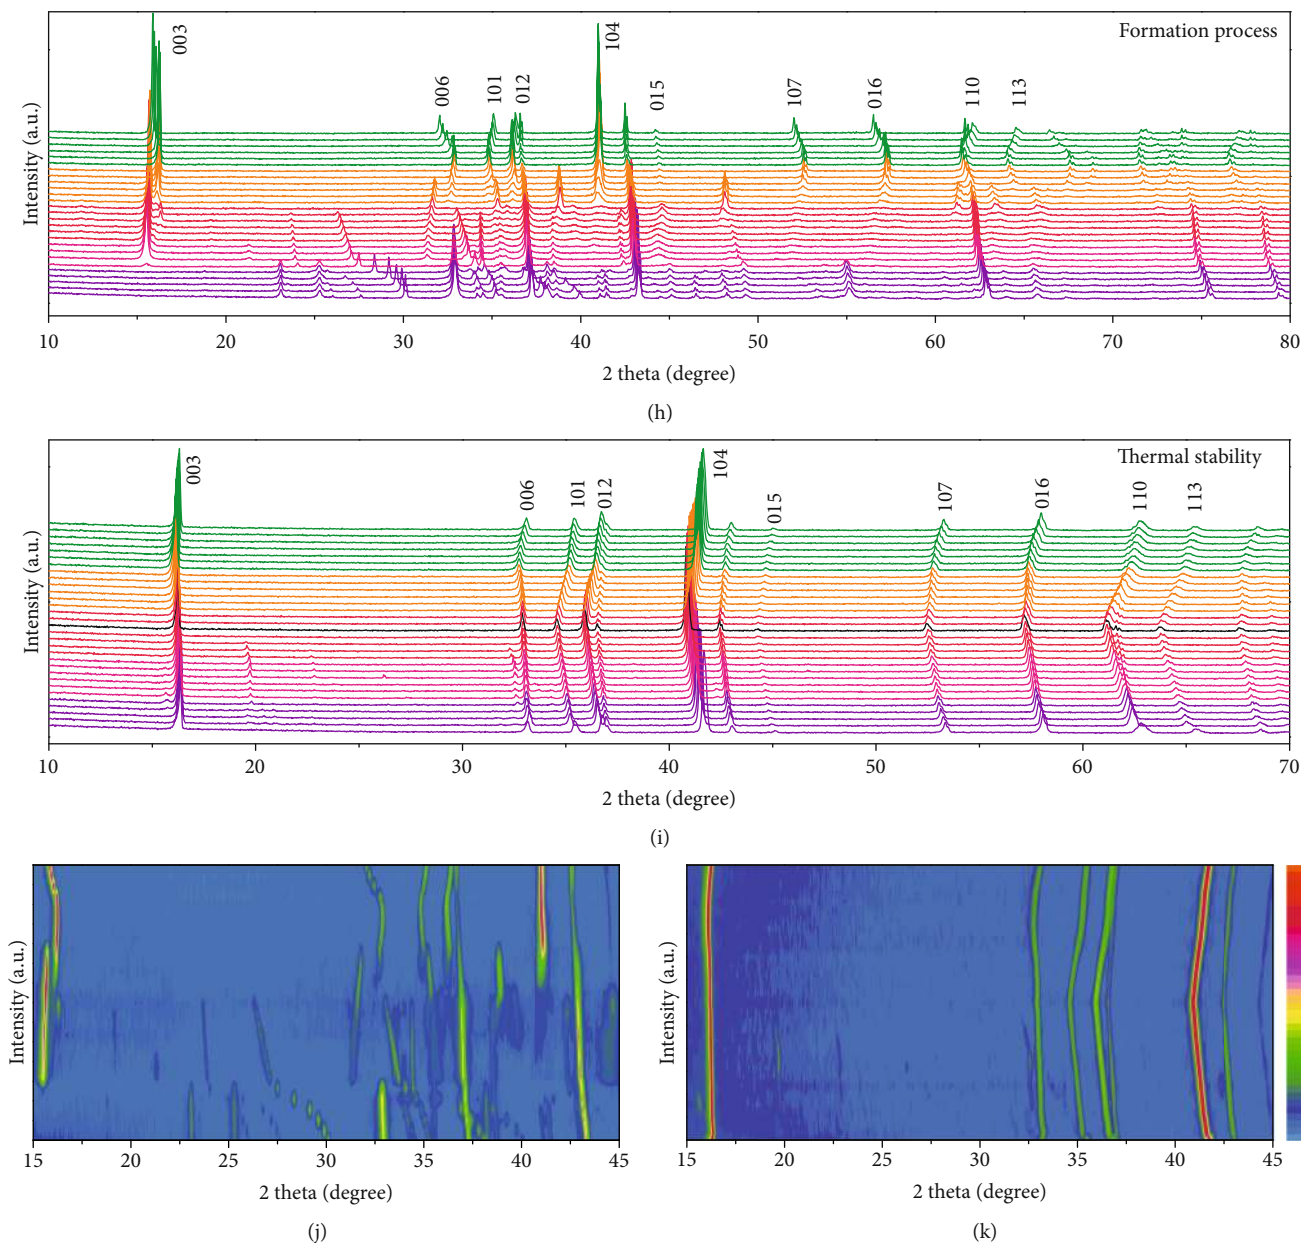 Formation process
003
006
101
012
104
015
107
016
110
113
Intensity (a.u.)
10 20 30 40 50 60 70 80
2 theta (degree)
(h)
Thermal stability
003
006
101
012
104
015
107
016
110
113
Intensity (a.u.)
10 20 30 40 50 60 70
2 theta (degree)
(i)
Intensity (a.u.)
15 20 25 30 35 40 45
2 theta (degree)
(j)
Intensity (a.u.)
15 20 25 30 35 40 45
2 theta (degree)
(k)